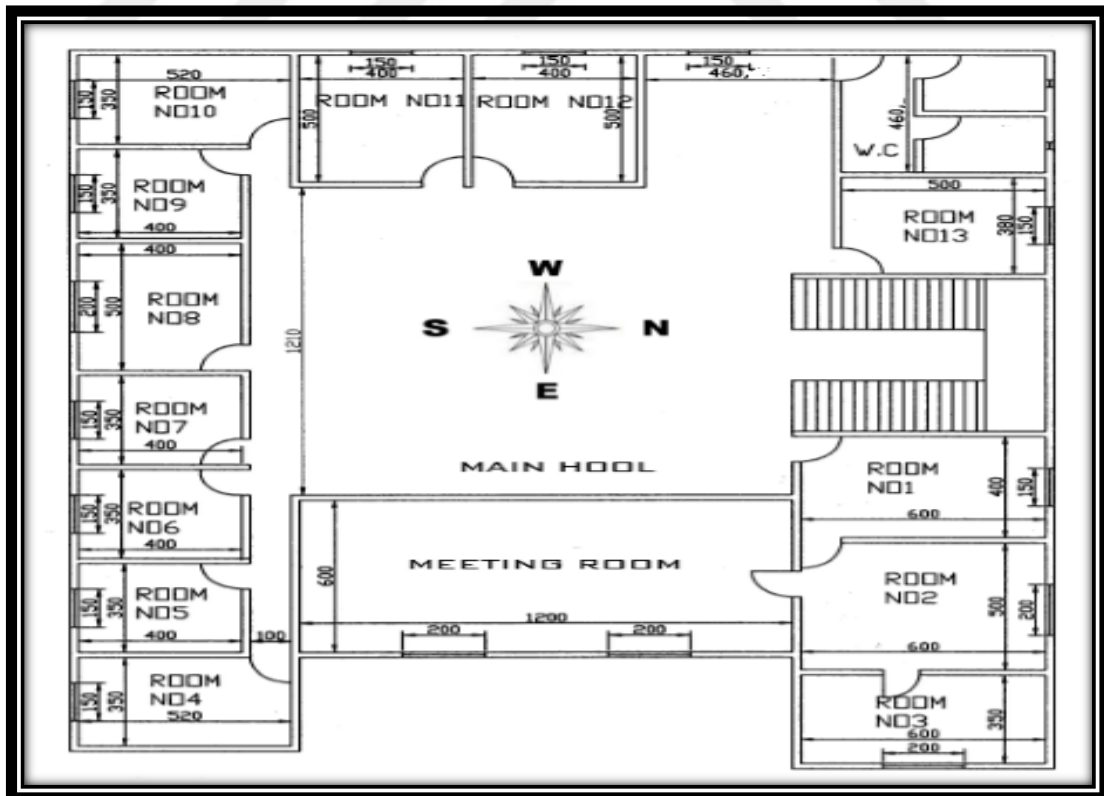 150
400
150
400
150
460
520
150
350
ROOM
NO10
ROOM NO11
500
ROOM NO12
500
460
W.C
150
350
ROOM
NO9
400
500
ROOM
NO13
380
150
400
200
500
ROOM
NO8
W
S
N
E
1210
150
350
ROOM
NO7
400
MAIN HOOL
ROOM
NO1
400
150
600
150
350
ROOM
NO6
400
600
MEETING ROOM
1200
200
200
ROOM
NO2
500
200
600
150
350
ROOM
NO5
400
100
150
350
ROOM
NO4
520
ROOM
NO3
350
600
200